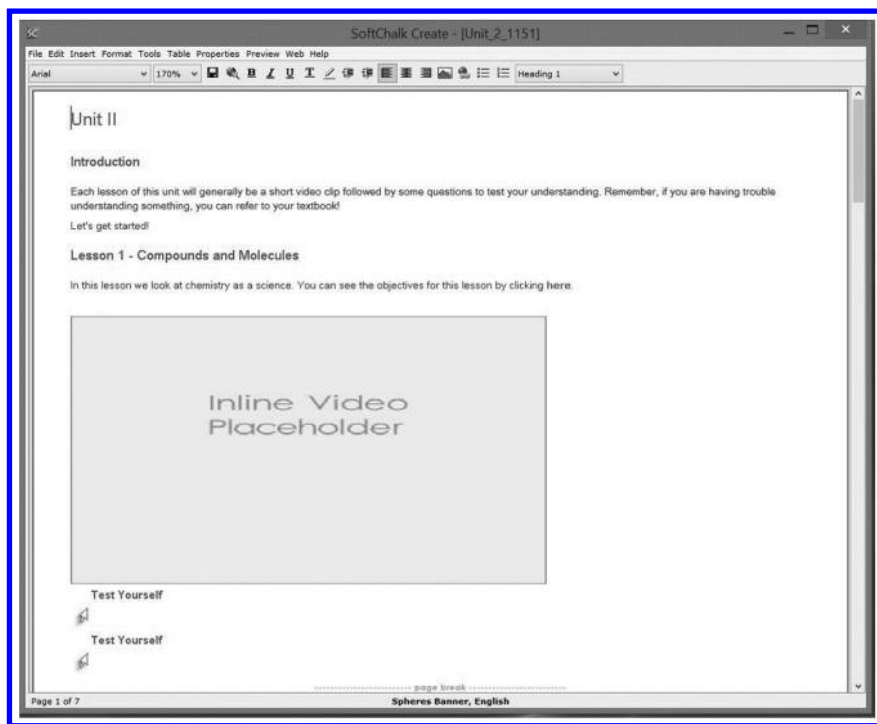 SoftChalk Create - [Unit_2_1151]
File Edit Insert Format Tools Table Properties Preview Web Help
Arial 170% B I U T Heading 1
Unit II
Introduction
Each lesson of this unit will generally be a short video clip followed by some questions to test your understanding. Remember, if you are having trouble
understanding something, you can refer to your textbook!
Let's get started!
Lesson 1 - Compounds and Molecules
In this lesson we look at chemistry as a science. You can see the objectives for this lesson by clicking here.
Inline Video
Placeholder
Test Yourself
Test Yourself
page break
Page 1 of 7 Spheres Banner, English